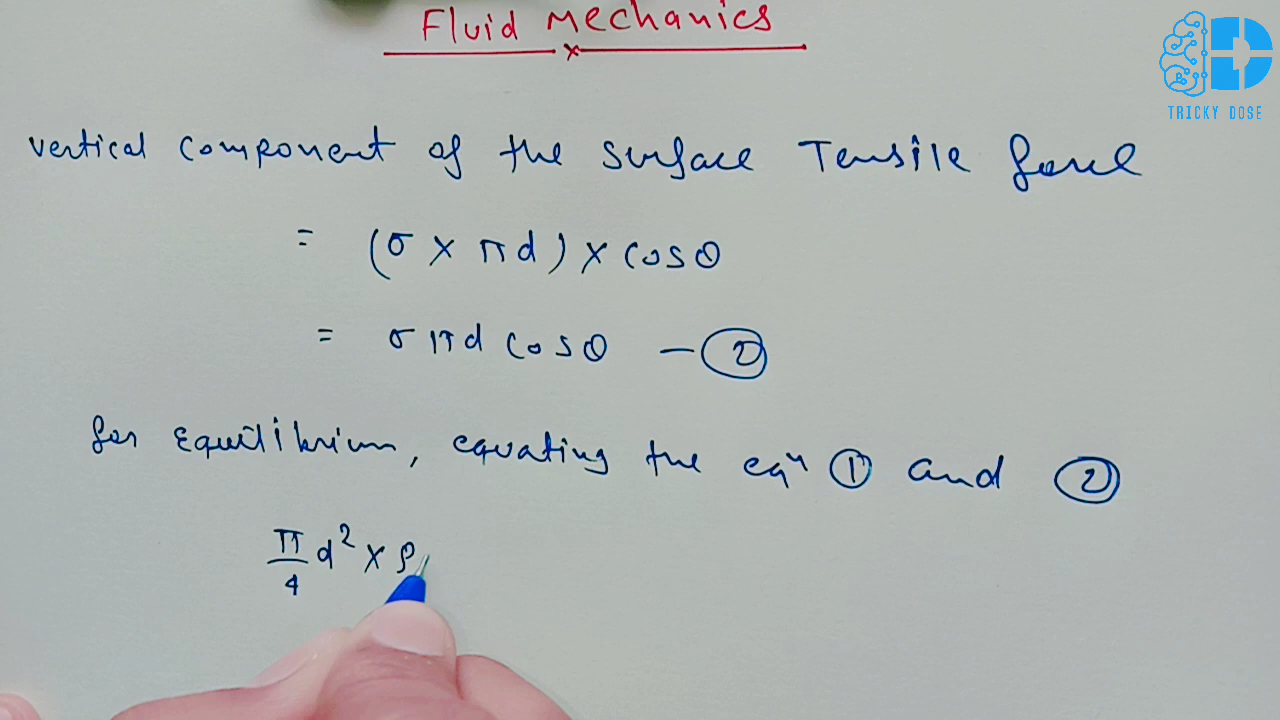 Fluid Mechanics
TRICKY DOSE
vertical component of the surface Tensile force
= (σ × πd) × cosθ
= σπd cosθ — ②
for equilibrium, equating the eqⁿ ① and ②
π/4 d² × ρ